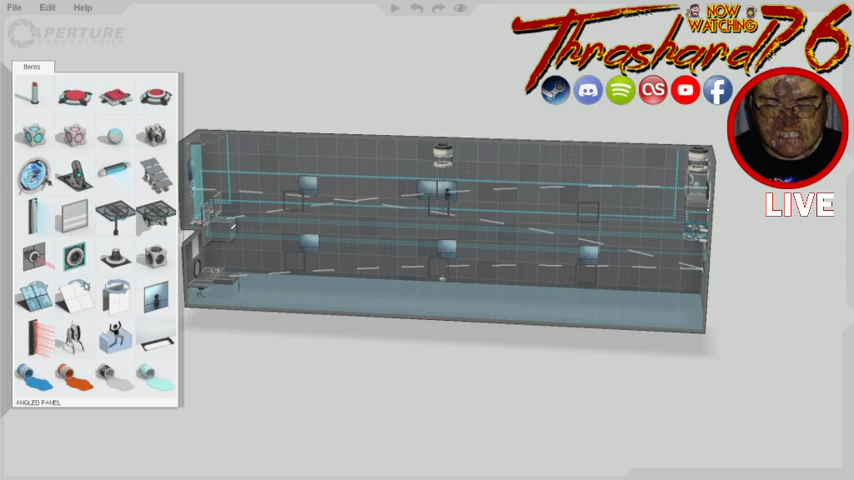 File Edit Help
APERTURE
LABORATORIES
Items
ANGLED PANEL
NOW
WATCHING
Thrashard76
LIVE